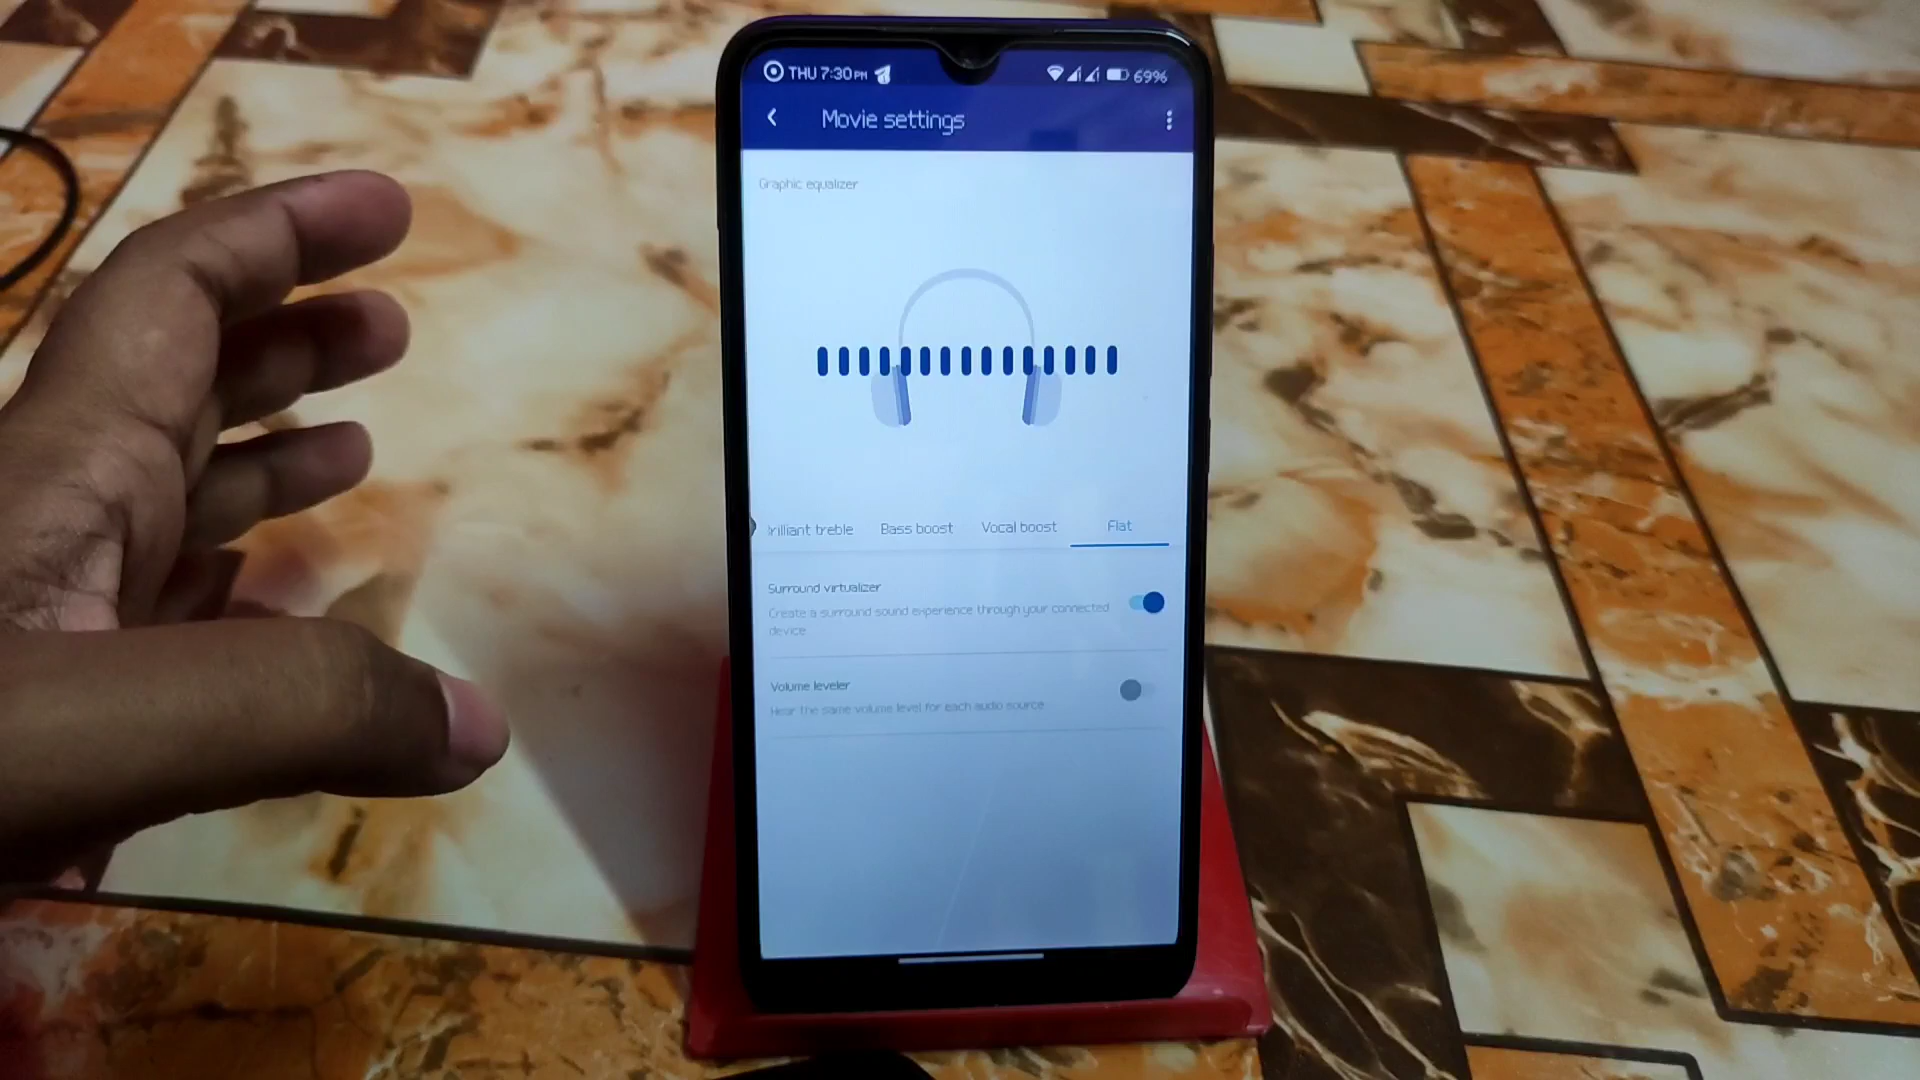 THU 7:30 PM 69%
Movie settings
Graphic equalizer
rilliant treble Bass boost Vocal boost Flat
Surround virtualizer
Create a surround sound experience through your connected
device
Volume leveler
Hear the same volume level for each audio source